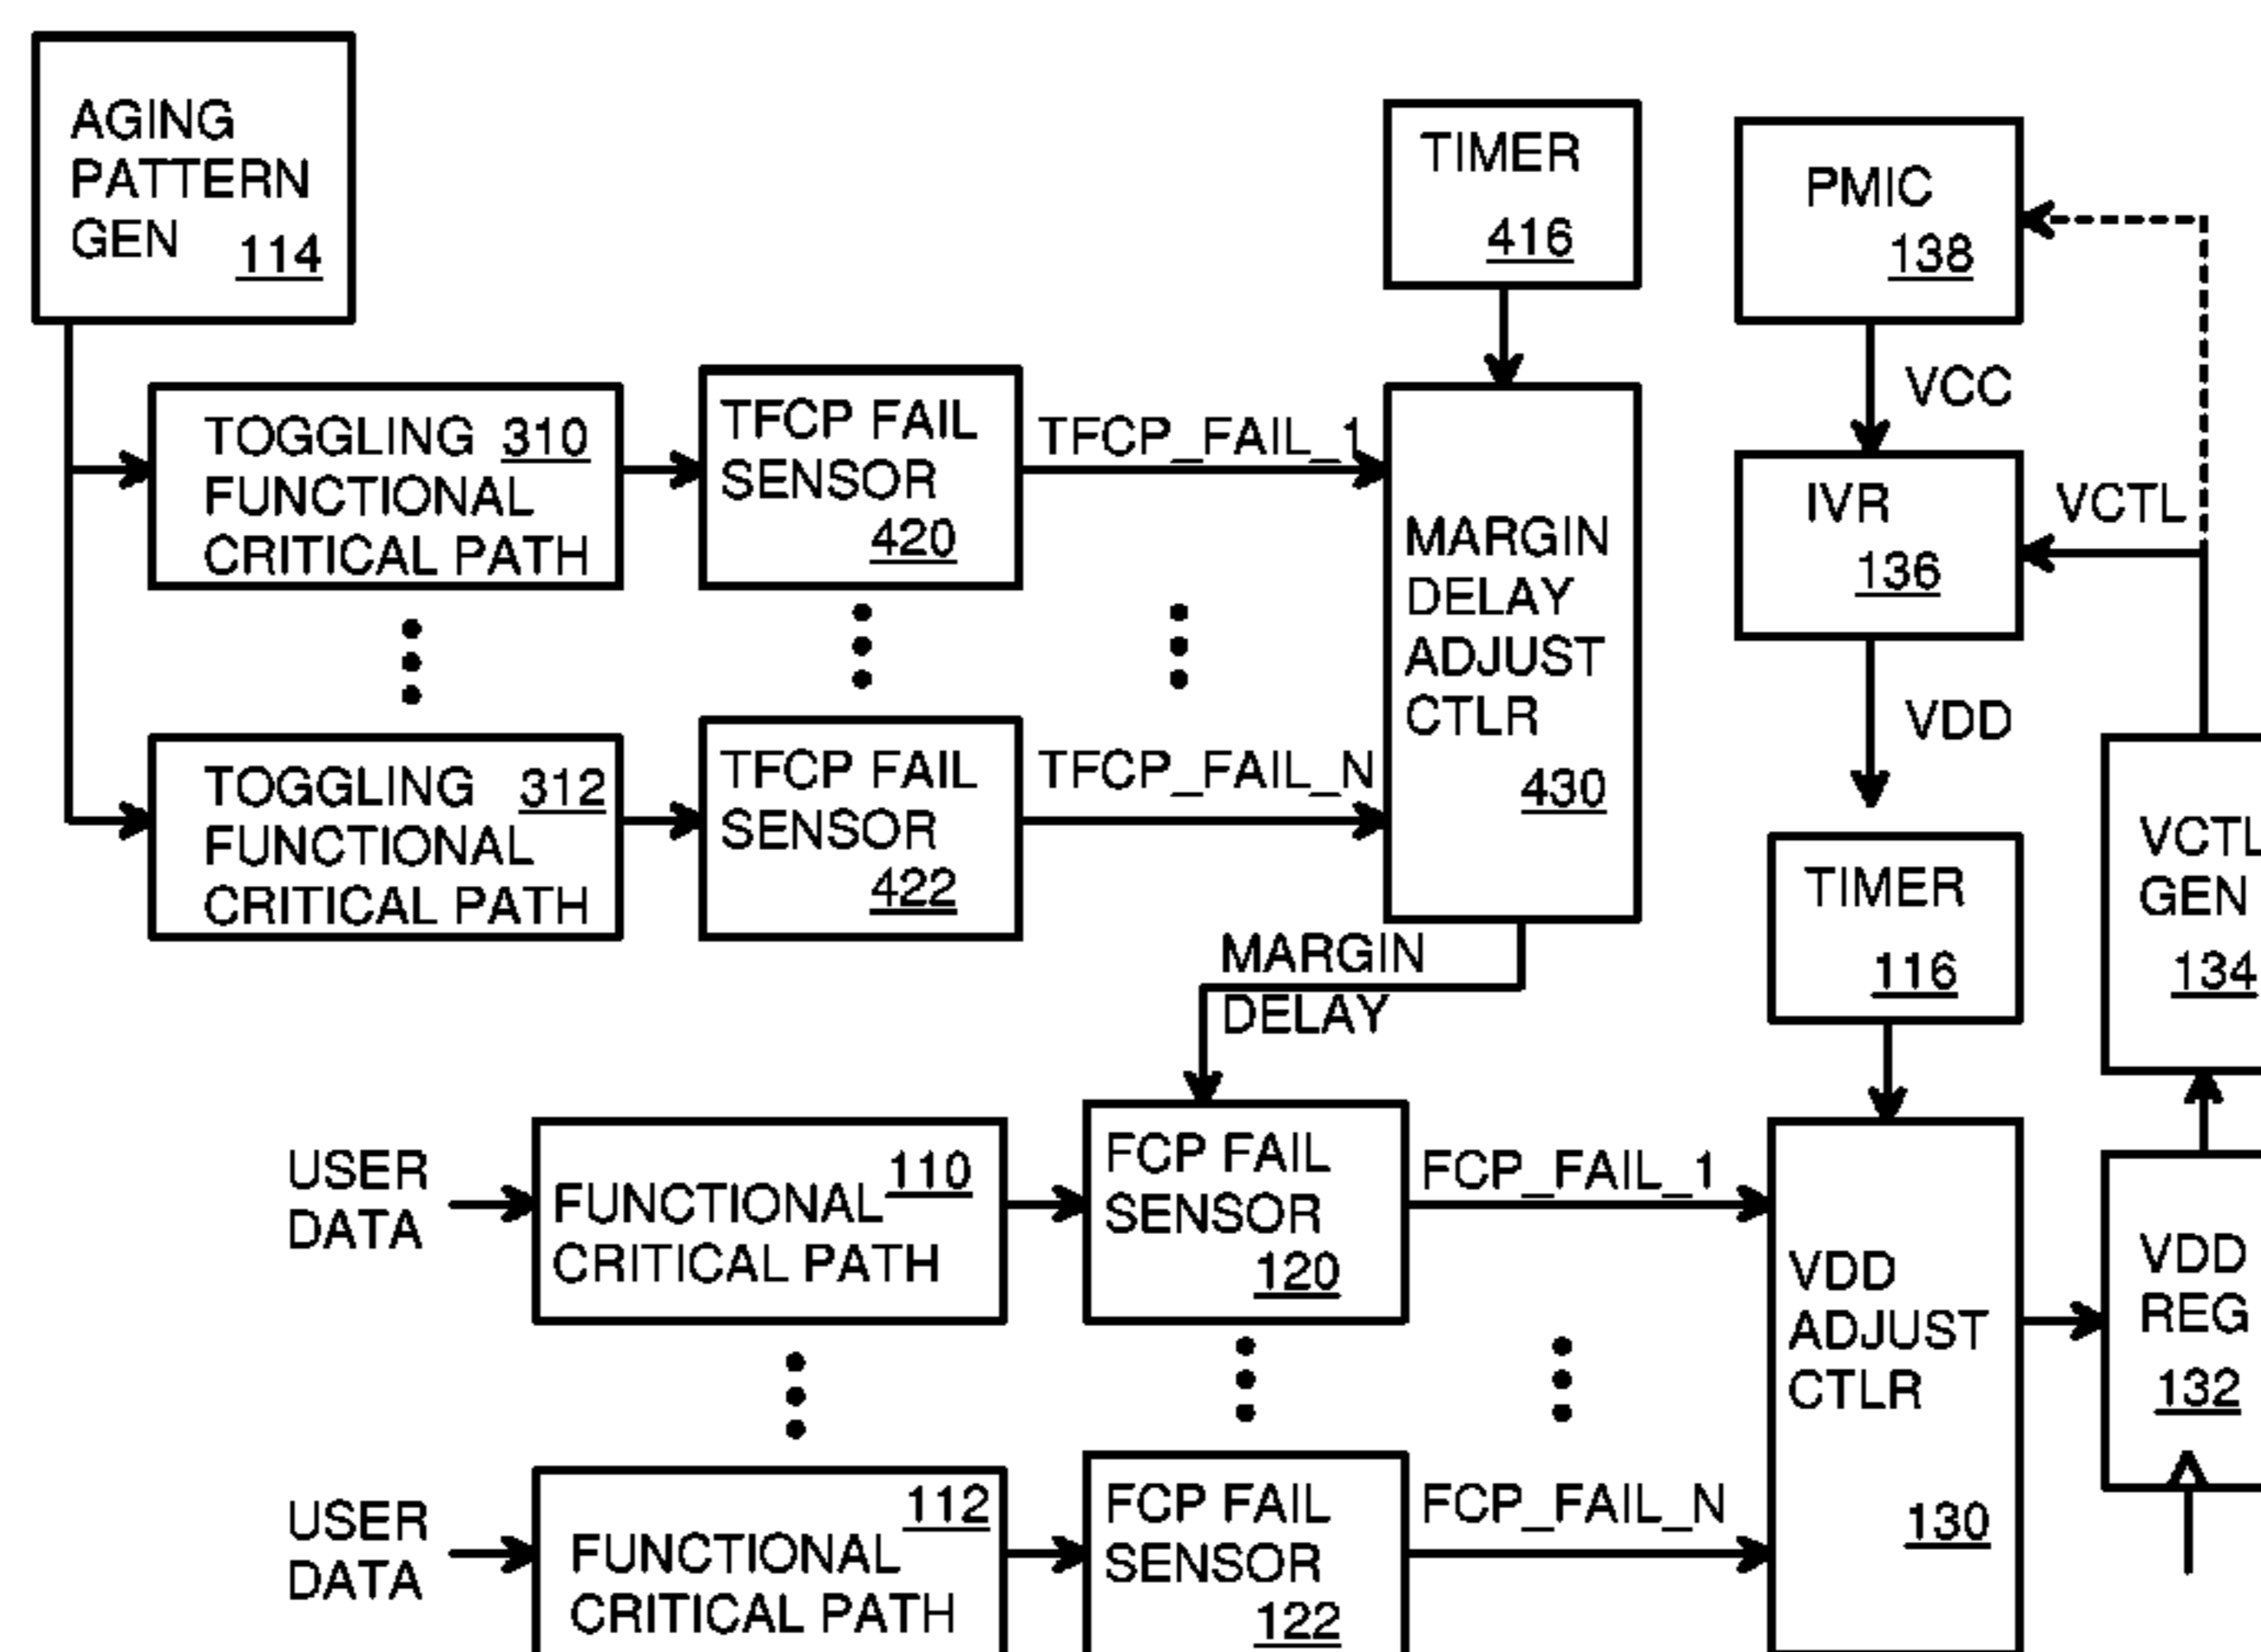 AGING
PATTERN
GEN 114
TIMER
416
PMIC
138
VCC
TOGGLING 310
FUNCTIONAL
CRITICAL PATH
TFCP FAIL
SENSOR
420
TFCP_FAIL_1
MARGIN
DELAY
ADJUST
CTLR
430
IVR
136
VCTL
VDD
TOGGLING 312
FUNCTIONAL
CRITICAL PATH
TFCP FAIL
SENSOR
422
TFCP_FAIL_N
TIMER
116
VCTL
GEN
134
MARGIN
DELAY
USER
DATA
FUNCTIONAL 110
CRITICAL PATH
FCP FAIL
SENSOR
120
FCP_FAIL_1
VDD
ADJUST
CTLR
130
VDD
REG
132
USER
DATA
112
FUNCTIONAL
CRITICAL PATH
FCP FAIL
SENSOR
122
FCP_FAIL_N